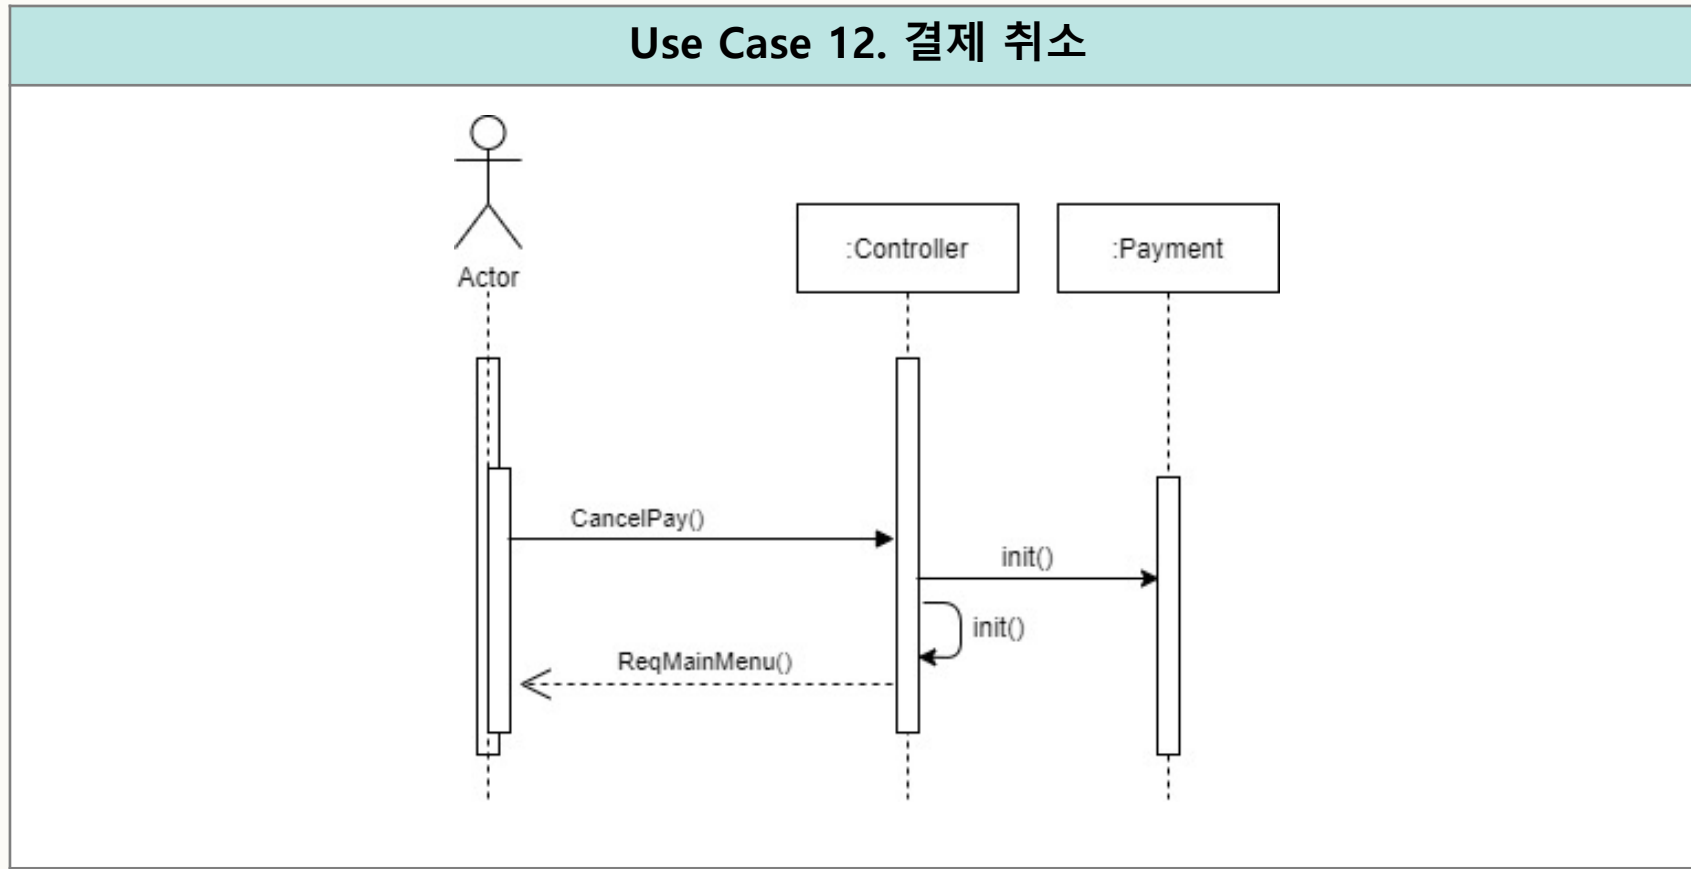 Use Case 12. 결제 취소
Actor
:Controller
:Payment
CancelPay()
init()
init()
ReqMainMenu()